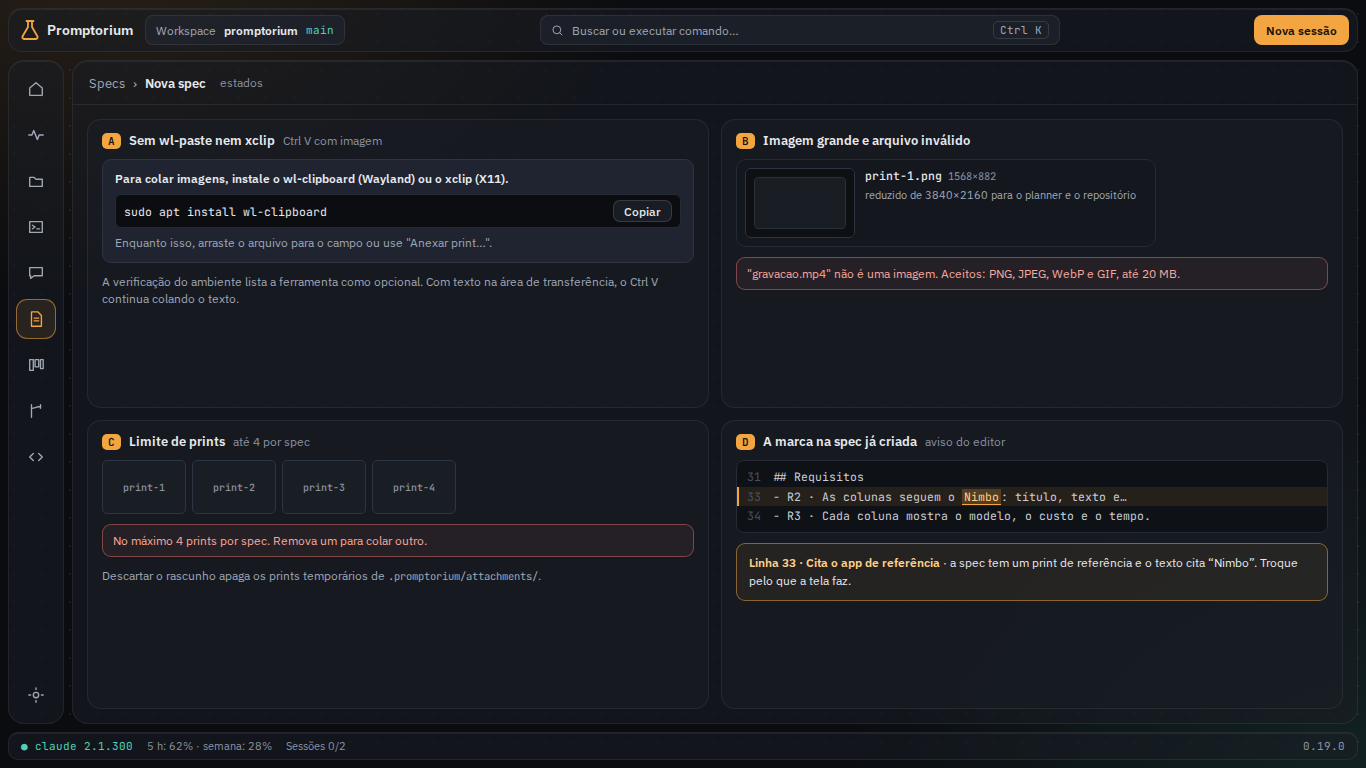 Promptorium
Workspace promptorium main
Buscar ou executar comando...
Ctrl K
Nova sessão
Specs › Nova spec estados
A Sem wl-paste nem xclip Ctrl V com imagem
Para colar imagens, instale o wl-clipboard (Wayland) ou o xclip (X11).
sudo apt install wl-clipboard
Copiar
Enquanto isso, arraste o arquivo para o campo ou use "Anexar print...".
A verificação do ambiente lista a ferramenta como opcional. Com texto na área de transferência, o Ctrl V
continua colando o texto.
B Imagem grande e arquivo inválido
print-1.png 1568×882
reduzido de 3840×2160 para o planner e o repositório
"gravacao.mp4" não é uma imagem. Aceitos: PNG, JPEG, WebP e GIF, até 20 MB.
C Limite de prints até 4 por spec
print-1 print-2 print-3 print-4
No máximo 4 prints por spec. Remova um para colar outro.
Descartar o rascunho apaga os prints temporários de .promptorium/attachments/.
D A marca na spec já criada aviso do editor
31 ## Requisitos
33 - R2 · As colunas seguem o Nimbo: título, texto e…
34 - R3 · Cada coluna mostra o modelo, o custo e o tempo.
Linha 33 · Cita o app de referência · a spec tem um print de referência e o texto cita “Nimbo”. Troque
pelo que a tela faz.
claude 2.1.300 5 h: 62% · semana: 28% Sessões 0/2
0.19.0